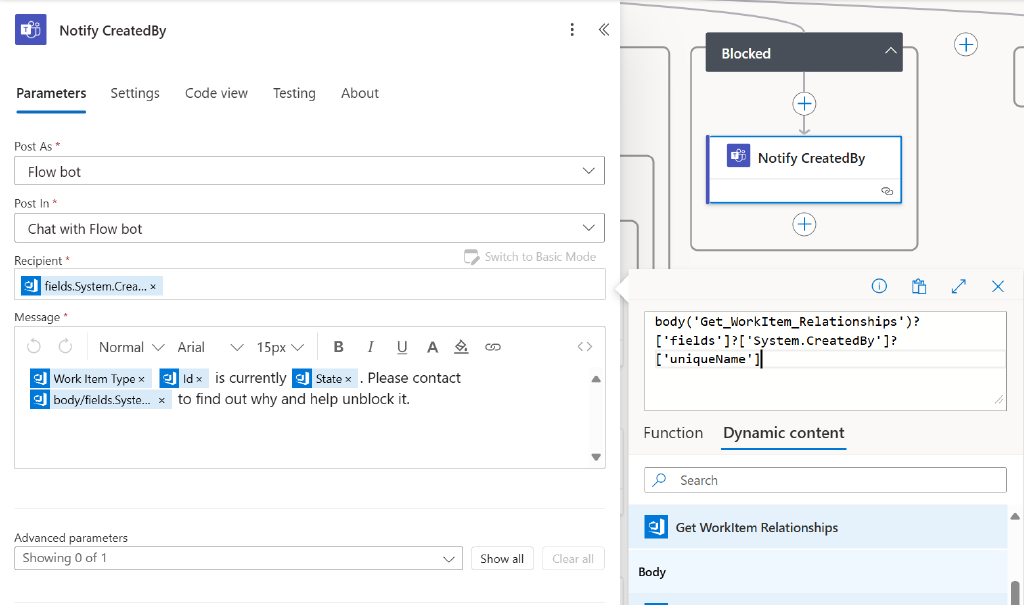 Notify CreatedBy
Parameters Settings Code view Testing About
Post As *
Flow bot
Post In *
Chat with Flow bot
Recipient *
Switch to Basic Mode
fields.System.Crea... ×
Message *
Normal Arial 15px B I U A
Work Item Type × Id × is currently State × . Please contact
body/fields.Syste... × to find out why and help unblock it.
Advanced parameters
Showing 0 of 1
Show all
Clear all
Blocked
Notify CreatedBy
body('Get_WorkItem_Relationships')?
['fields']?['System.CreatedBy']?
['uniqueName']
Function Dynamic content
Search
Get WorkItem Relationships
Body